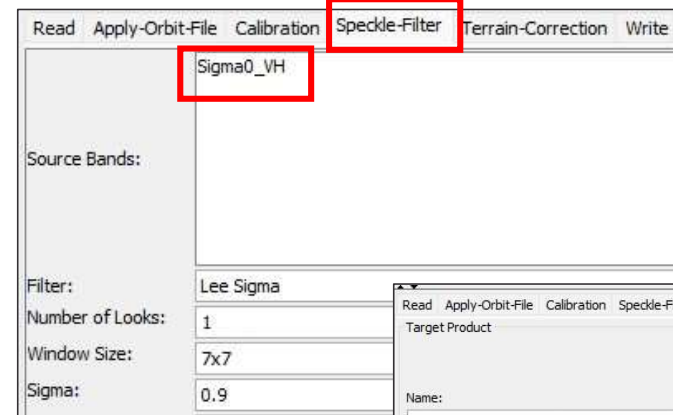 Read Apply-Orbit-File Calibration Speckle-Filter Terrain-Correction Write
Sigma0_VH
Source Bands:
Filter: Lee Sigma
Number of Looks: 1
Window Size: 7x7
Sigma: 0.9
Read Apply-Orbit-File Calibration Speckle-F
Target Product
Name: